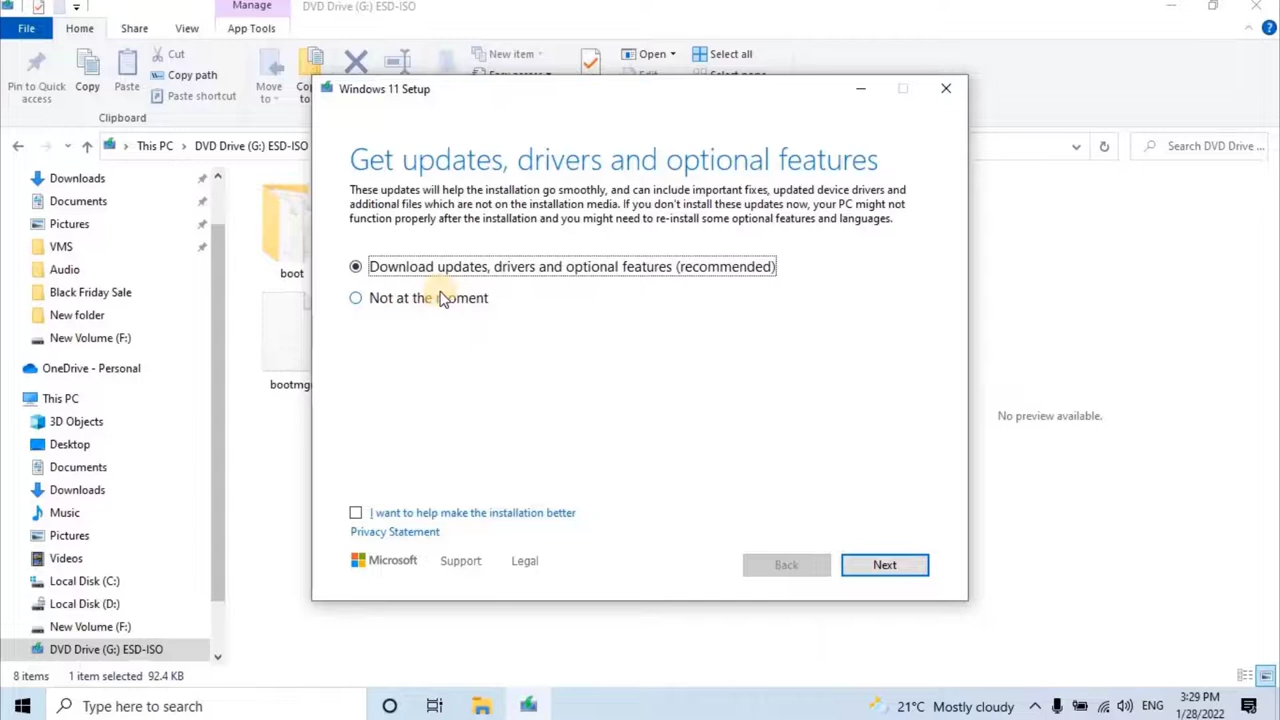 Manage
DVD Drive (G:) ESD-ISO
File
Home
Share
View
App Tools
Pin to Quick
access
Copy
Paste
Cut
Copy path
Paste shortcut
Move
to
New item
Open
Select all
Clipboard
This PC
DVD Drive (G:) ESD-ISO
Search DVD Drive ...
Downloads
Documents
Pictures
VMS
Audio
Black Friday Sale
New folder
New Volume (F:)
OneDrive - Personal
This PC
3D Objects
Desktop
Documents
Downloads
Music
Pictures
Videos
Local Disk (C:)
Local Disk (D:)
New Volume (F:)
DVD Drive (G:) ESD-ISO
boot
bootmg
Windows 11 Setup
Get updates, drivers and optional features
These updates will help the installation go smoothly, and can include important fixes, updated device drivers and
additional files which are not on the installation media. If you don't install these updates now, your PC might not
function properly after the installation and you might need to re-install some optional features and languages.
Download updates, drivers and optional features (recommended)
Not at the moment
I want to help make the installation better
Privacy Statement
Microsoft
Support
Legal
Back
Next
No preview available.
8 items
1 item selected 92.4 KB
Type here to search
21°C Mostly cloudy
ENG
3:29 PM
1/28/2022